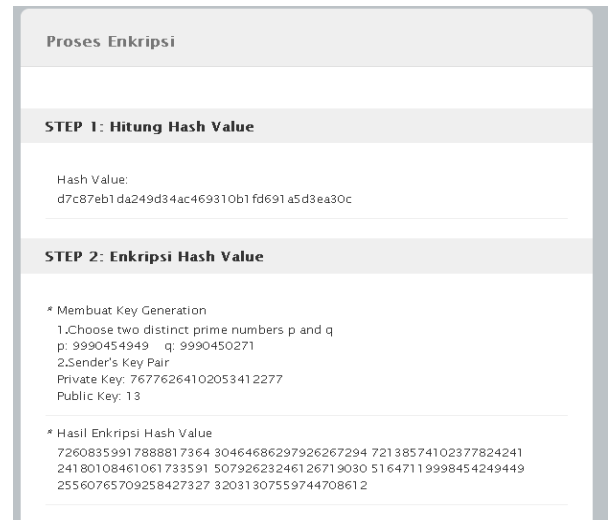 Proses Enkripsi
STEP 1: Hitung Hash Value
Hash Value:
d7c87eb1da249d34ac469310b1fd691a5d3ea30c
STEP 2: Enkripsi Hash Value
* Membuat Key Generation
1.Choose two distinct prime numbers p and q
p: 9990454949 q: 9990450271
2.Sender's Key Pair
Private Key: 76776264102053412277
Public Key: 13
* Hasil Enkripsi Hash Value
72608359917888817364 30464686297926267294 72138574102377824241
24180108461061733591 50792623246126719030 51647119998454249449
25560765709258427327 32031307559744708612